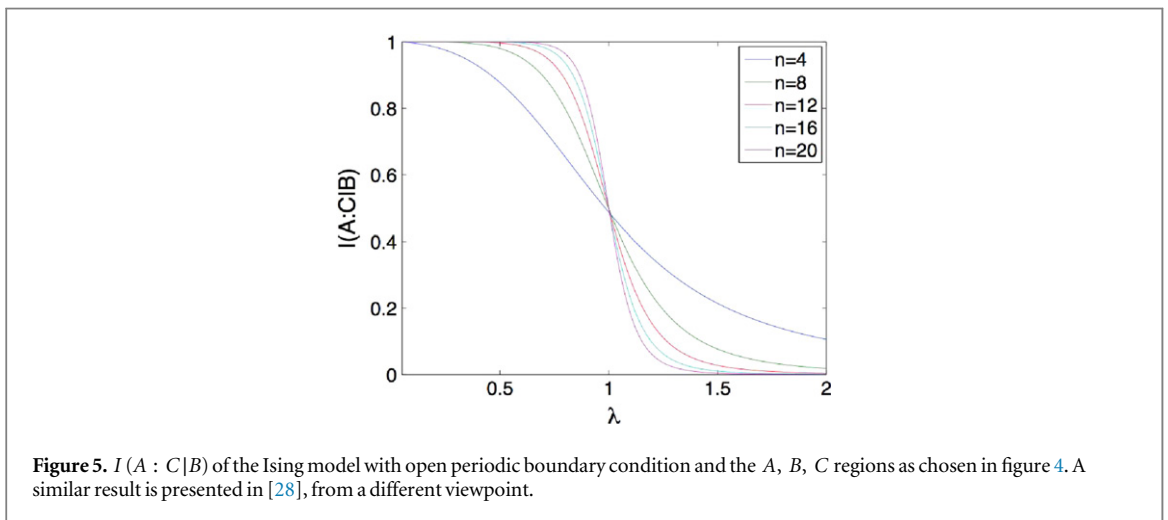 1
0.8
0.6
0.4
0.2
0
I(A:C|B)
0.5
1
1.5
2
λ
n=4
n=8
n=12
n=16
n=20
Figure 5. I (A : C|B) of the Ising model with open periodic boundary condition and the A, B, C regions as chosen in figure 4. A
similar result is presented in [28], from a different viewpoint.